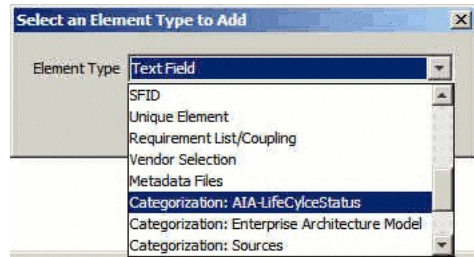 Select an Element Type to Add
Element Type Text Field
SFID
Unique Element
Requirement List/Coupling
Vendor Selection
Metadata Files
Categorization: AIA-LifeCylceStatus
Categorization: Enterprise Architecture Model
Categorization: Sources